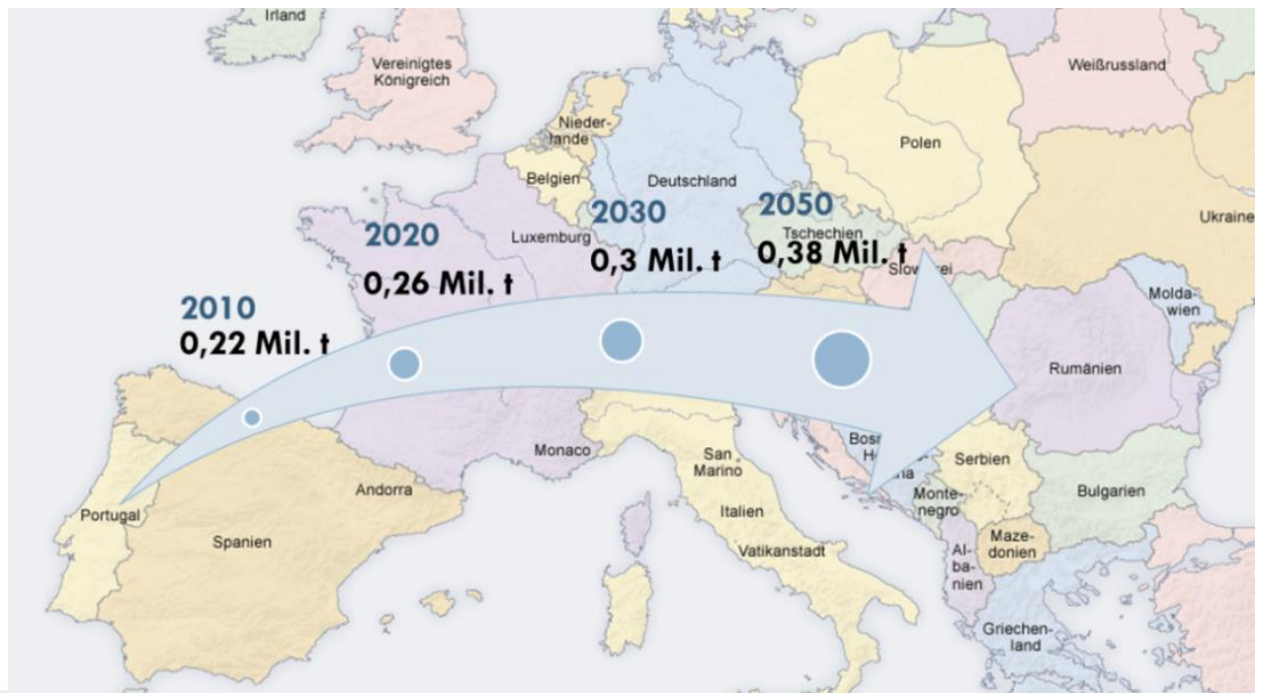 Irland
Vereinigtes
Königreich
Weißrussland
Nieder-
lande
Polen
Belgien
Deutschland
2030
2050
Ukraine
2020
Luxemburg
Tschechien
0,26 Mil. t
0,3 Mil. t
0,38 Mil. t
2010
0,22 Mil. t
Molda-
wien
Rumänien
Monaco
San
Marino
Serbien
Andorra
Bulgarien
Monte-
negro
Portugal
Italien
Spanien
Vatikanstadt
Maze-
donien
Al-
ba-
nien
Griechen-
land